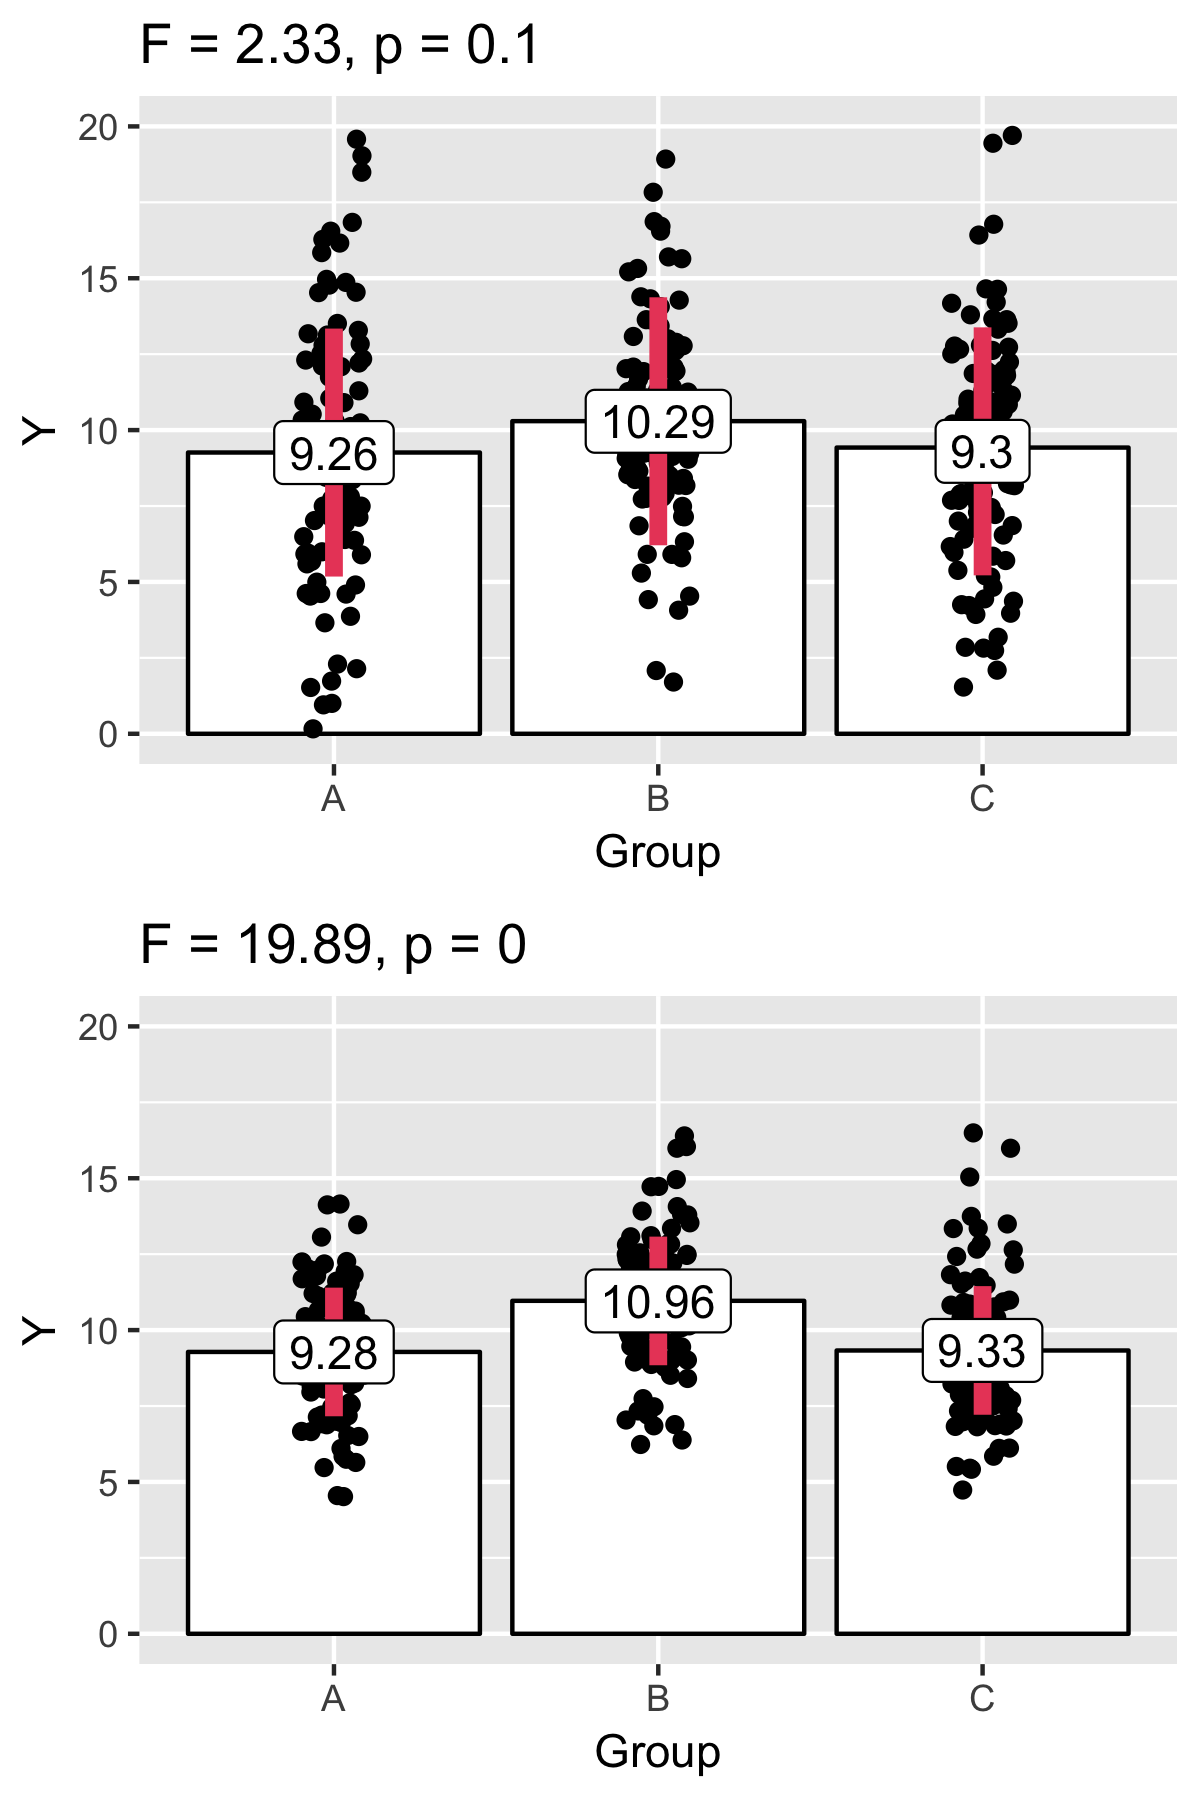 F = 2.33, p = 0.1
20
15
10
5
0
Y
9.26
10.29
9.3
A
B
C
Group
F = 19.89, p = 0
20
15
10
5
0
Y
9.28
10.96
9.33
A
B
C
Group